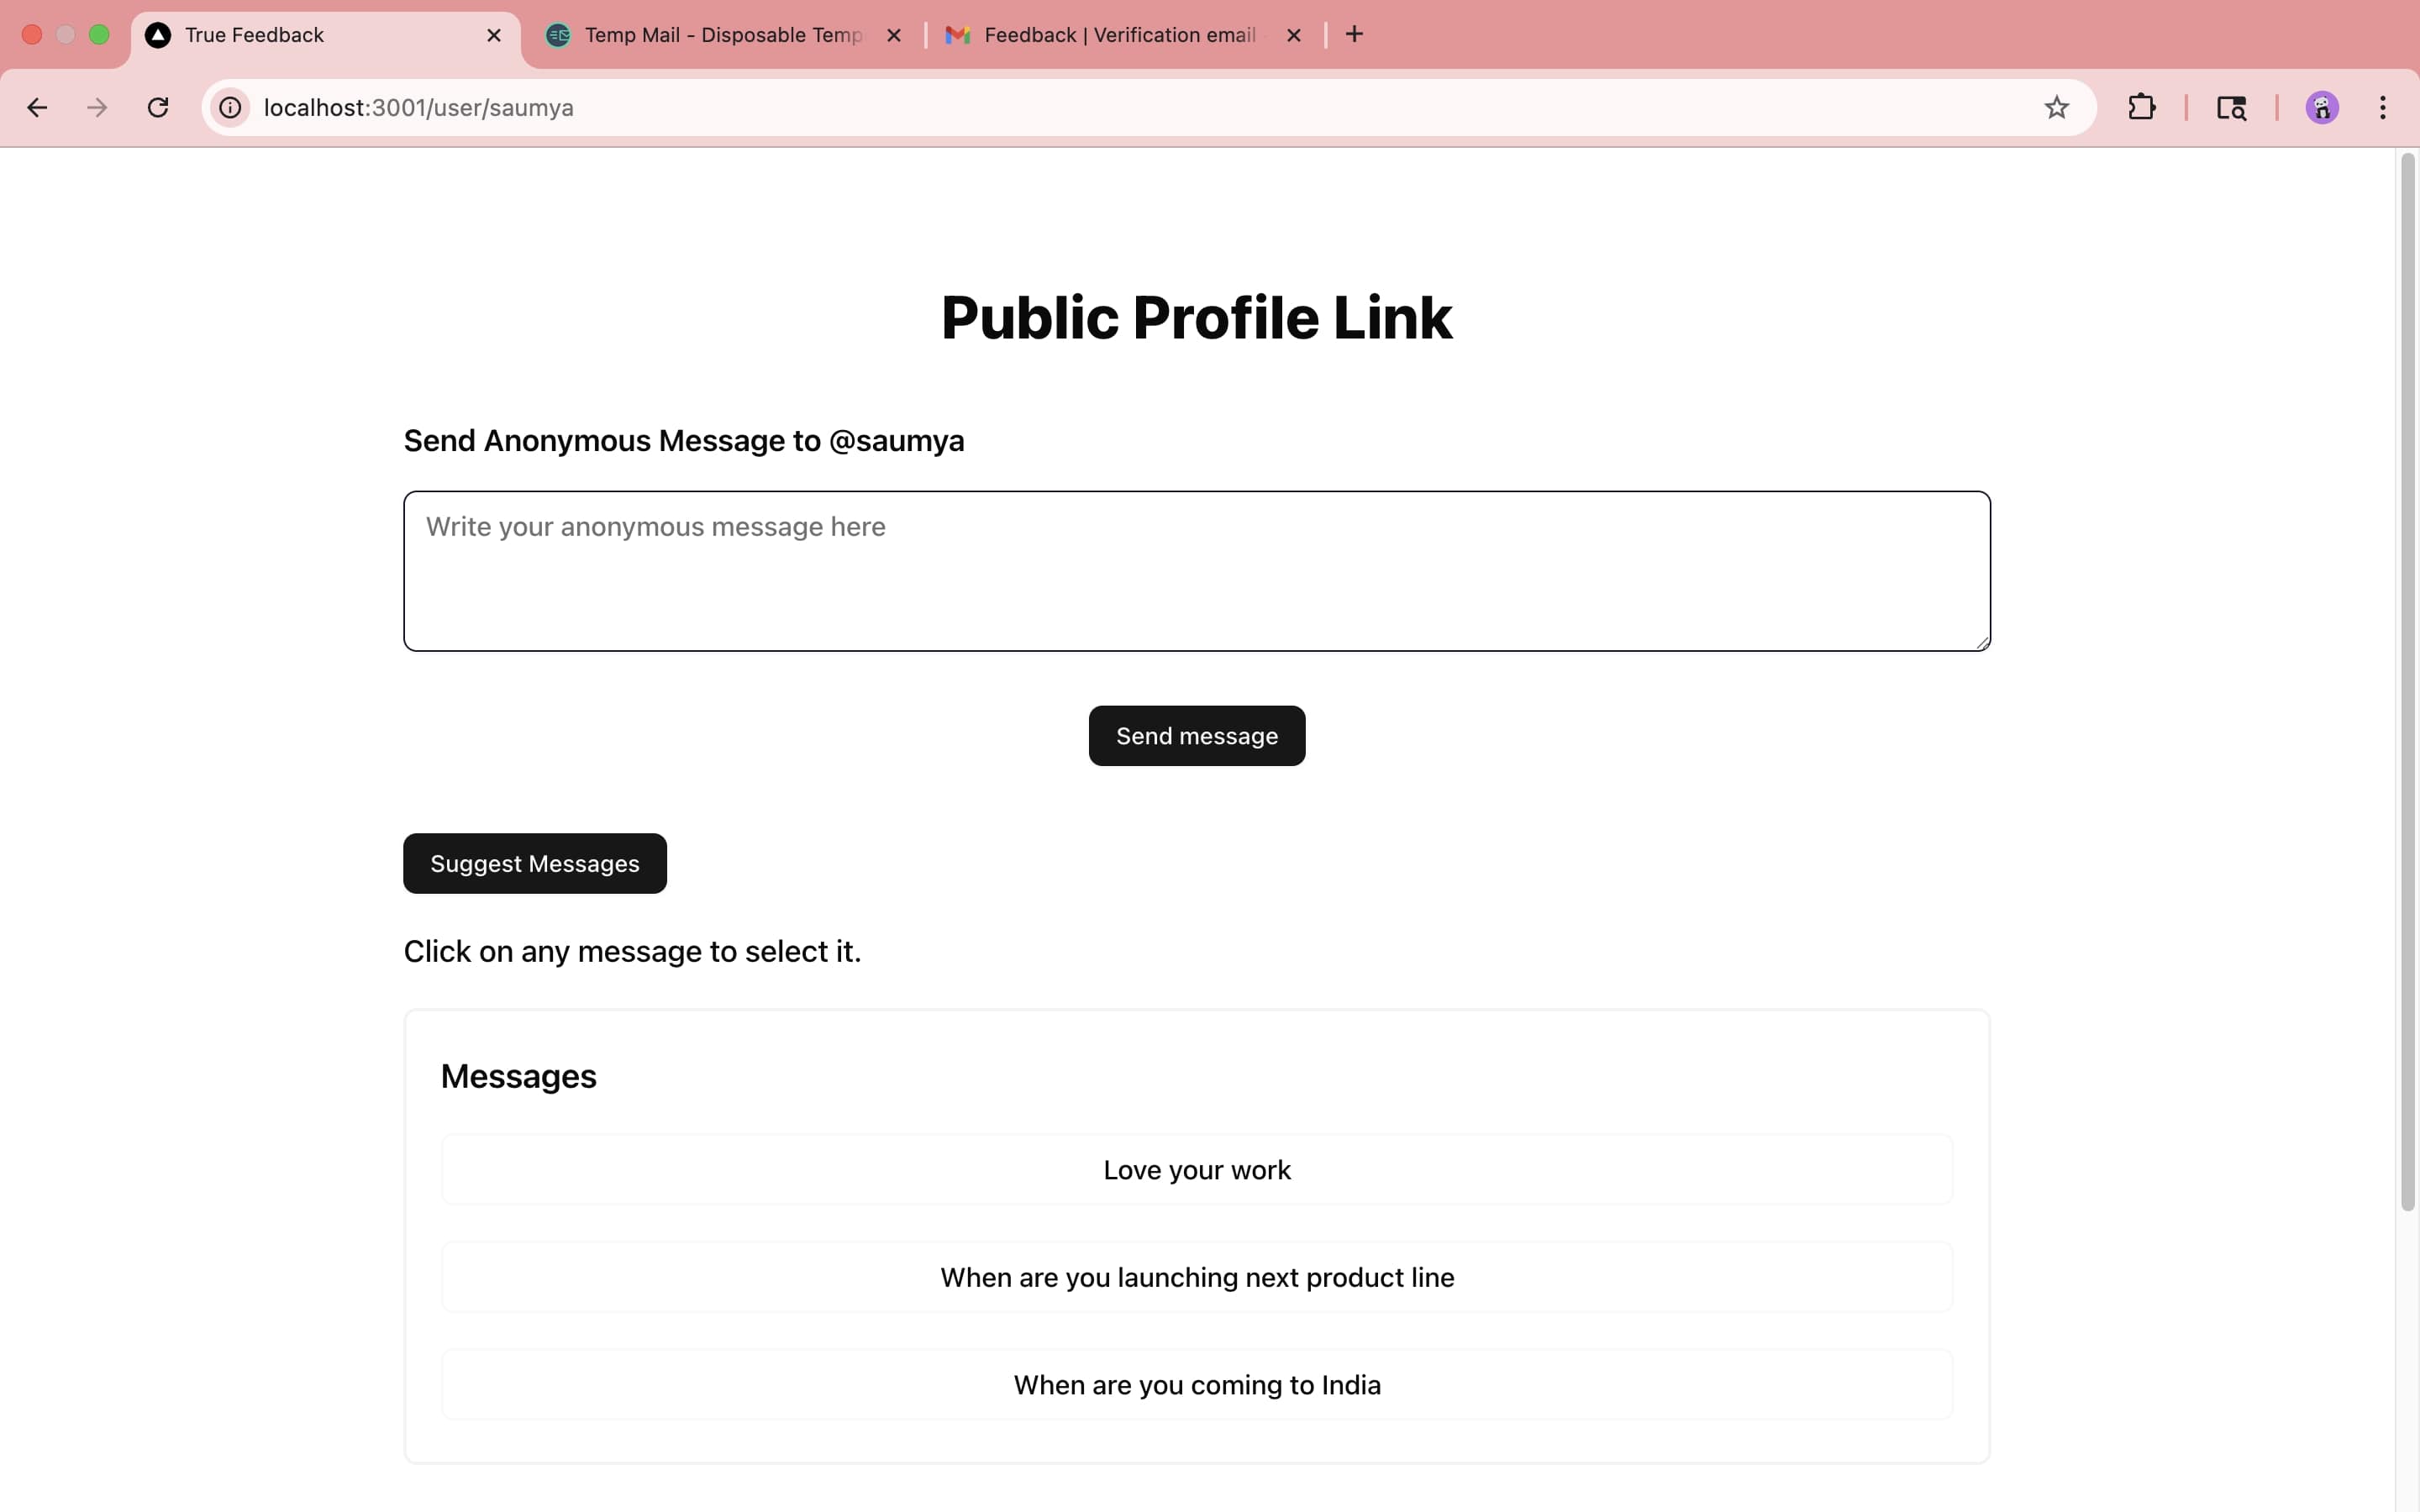 True Feedback
Temp Mail - Disposable Temp
Feedback | Verification email
localhost:3001/user/saumya
Public Profile Link
Send Anonymous Message to @saumya
Write your anonymous message here
Send message
Suggest Messages
Click on any message to select it.
Messages
Love your work
When are you launching next product line
When are you coming to India